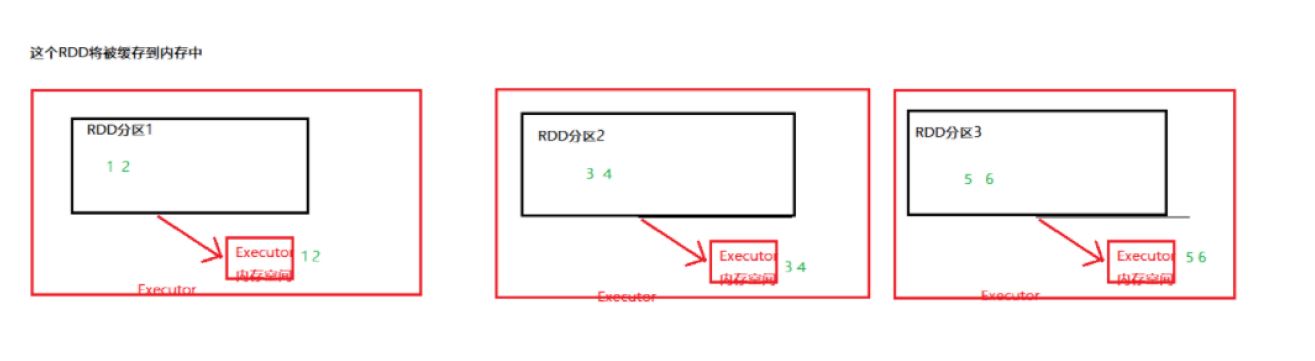 这个RDD将被缓存到内存中
RDD分区1
1 2
Executor
内存空间
1 2
Executor
RDD分区2
3 4
Executor
内存空间
3 4
Executor
RDD分区3
5 6
Executor
内存空间
5 6
Executor